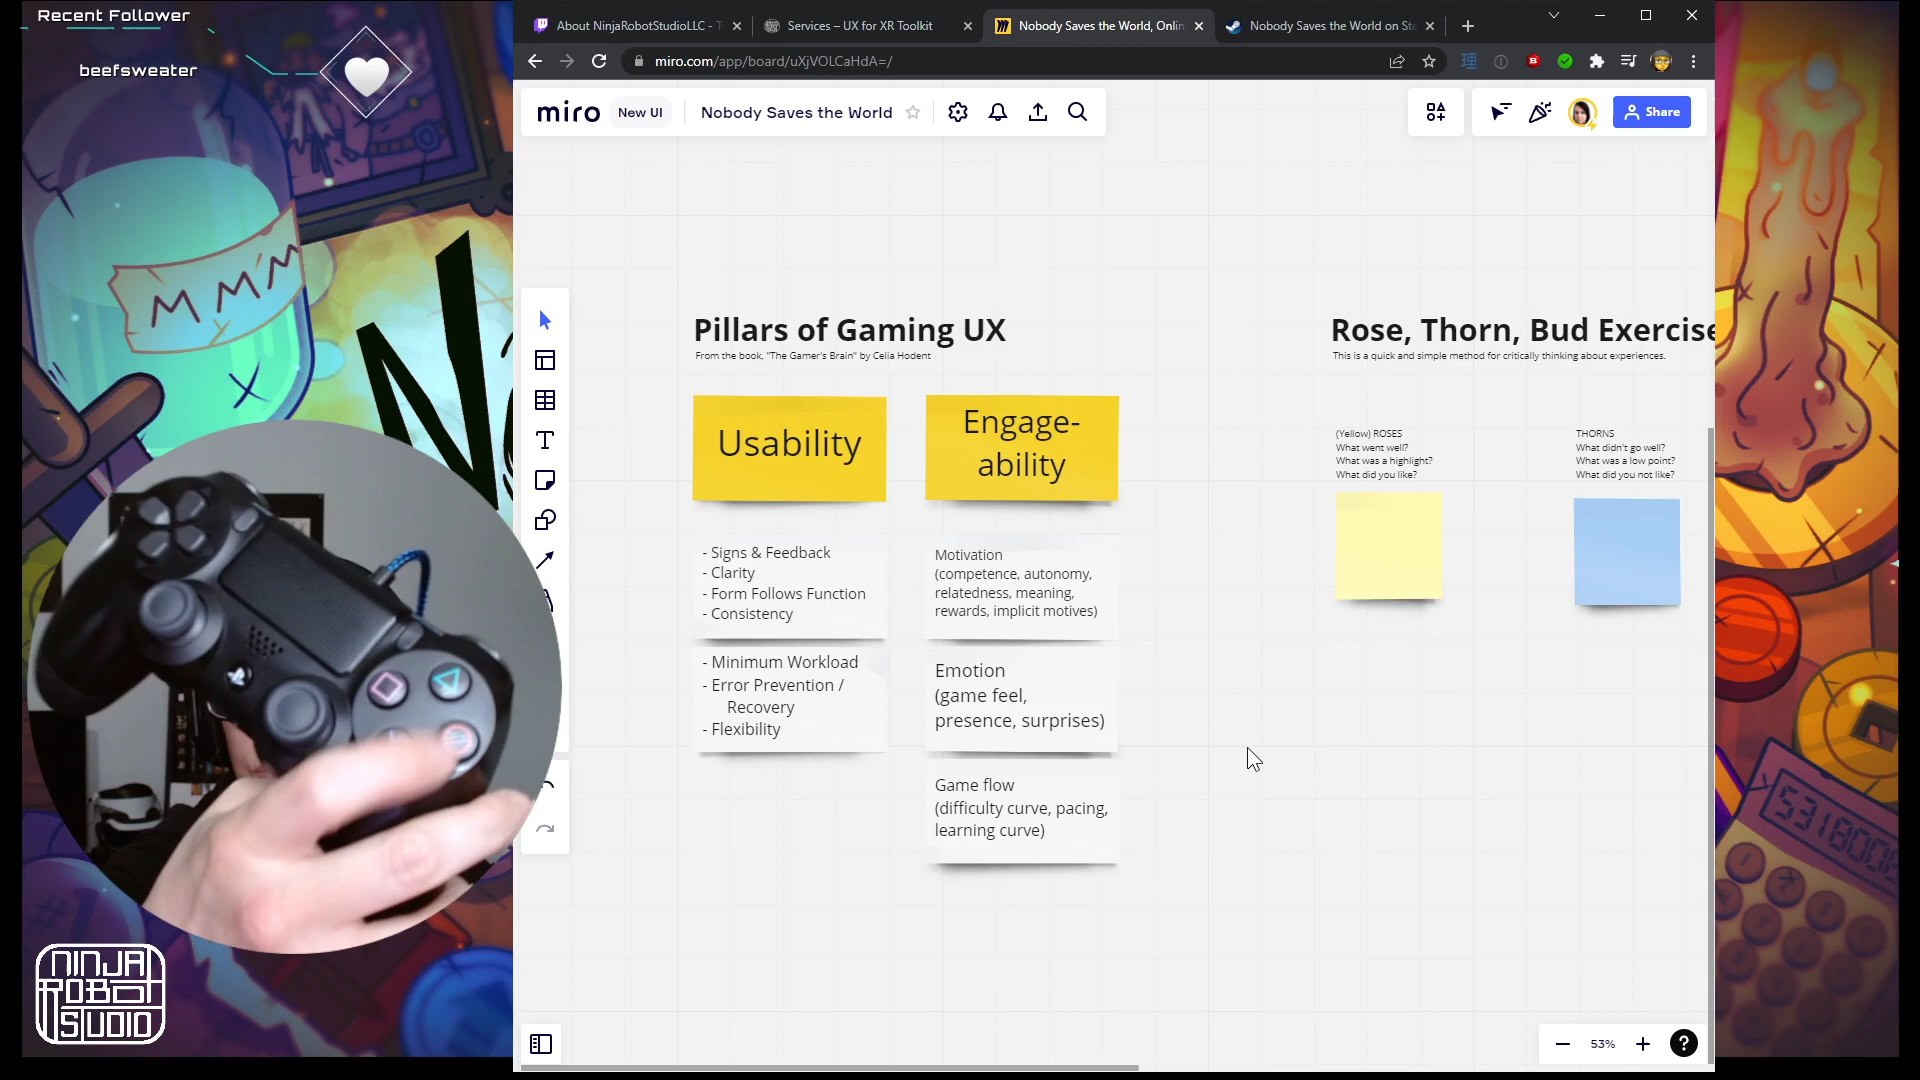 Recent Follower
beefsweater
MMM
NINJA
ROBOT
STUDIO
About NinjaRobotStudioLLC - T
Services – UX for XR Toolkit
Nobody Saves the World, Onlin
Nobody Saves the World on Ste
miro.com/app/board/uXjVOLCaHdA=/
miro
New UI
Nobody Saves the World
Share
Pillars of Gaming UX
From the book, "The Gamer's Brain" by Celia Hodent
Usability
- Signs & Feedback
- Clarity
- Form Follows Function
- Consistency
- Minimum Workload
- Error Prevention /
Recovery
- Flexibility
Engage-
ability
Motivation
(competence, autonomy,
relatedness, meaning,
rewards, implicit motives)
Emotion
(game feel,
presence, surprises)
Game flow
(difficulty curve, pacing,
learning curve)
Rose, Thorn, Bud Exercise
This is a quick and simple method for critically thinking about experiences.
(Yellow) ROSES
What went well?
What was a highlight?
What did you like?
THORNS
What didn't go well?
What was a low point?
What did you not like?
53%
5318008